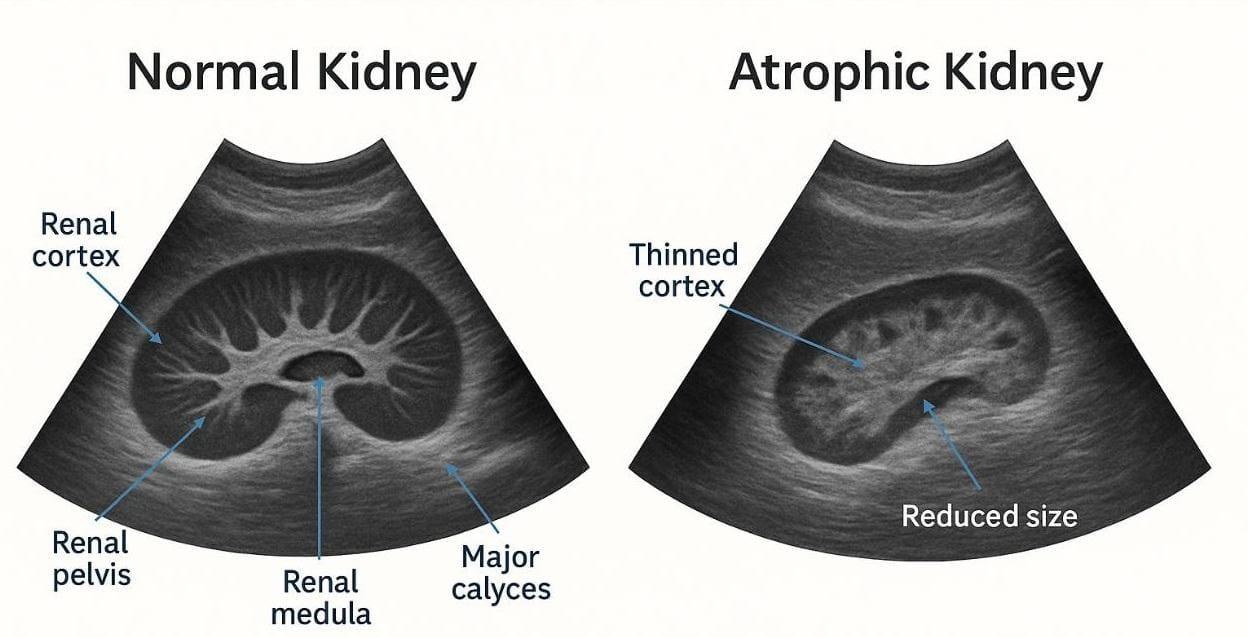 Normal Kidney
Renal
cortex
Renal
pelvis
Renal
medula
Major
calyces
Atrophic Kidney
Thinned
cortex
Reduced size